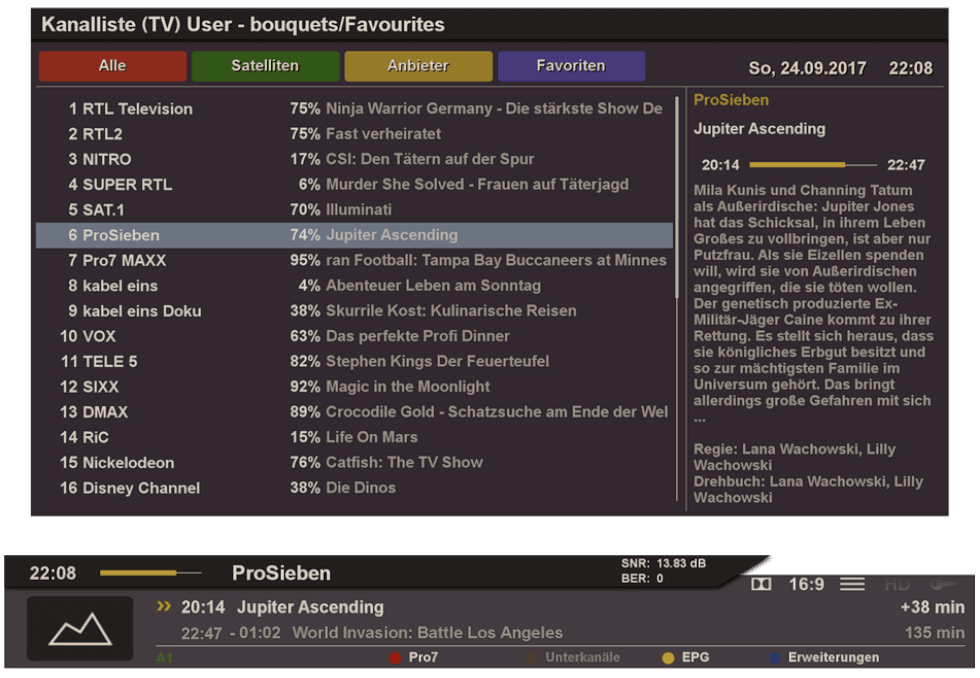 Kanalliste (TV) User - bouquets/Favourites
Alle Satelliten Anbieter Favoriten So, 24.09.2017 22:08
1 RTL Television 75% Ninja Warrior Germany - Die stärkste Show De
2 RTL2 75% Fast verheiratet
3 NITRO 17% CSI: Den Tätern auf der Spur
4 SUPER RTL 6% Murder She Solved - Frauen auf Täterjagd
5 SAT.1 70% Illuminati
6 ProSieben 74% Jupiter Ascending
7 Pro7 MAXX 95% ran Football: Tampa Bay Buccaneers at Minnes
8 kabel eins 4% Abenteuer Leben am Sonntag
9 kabel eins Doku 38% Skurrile Kost: Kulinarische Reisen
10 VOX 63% Das perfekte Profi Dinner
11 TELE 5 82% Stephen Kings Der Feuerteufel
12 SIXX 92% Magic in the Moonlight
13 DMAX 89% Crocodile Gold - Schatzsuche am Ende der Wel
14 RiC 15% Life On Mars
15 Nickelodeon 76% Catfish: The TV Show
16 Disney Channel 38% Die Dinos
ProSieben
Jupiter Ascending
20:14 22:47
Mila Kunis und Channing Tatum
als Außerirdische: Jupiter Jones
hat das Schicksal, in ihrem Leben
Großes zu vollbringen, ist aber nur
Putzfrau. Als sie Eizellen spenden
will, wird sie von Außerirdischen
angegriffen, die sie töten wollen.
Der genetisch produzierte Ex-
Militär-Jäger Caine kommt zu ihrer
Rettung. Es stellt sich heraus, dass
sie königliches Erbgut besitzt und
so zur mächtigsten Familie im
Universum gehört. Das bringt
allerdings große Gefahren mit sich
...
Regie: Lana Wachowski, Lilly
Wachowski
Drehbuch: Lana Wachowski, Lilly
Wachowski
22:08 ProSieben SNR: 13.83 dB
BER: 0
16:9 HD
20:14 Jupiter Ascending +38 min
22:47 - 01:02 World Invasion: Battle Los Angeles 135 min
A1 Pro7 Unterkanäle EPG Erweiterungen